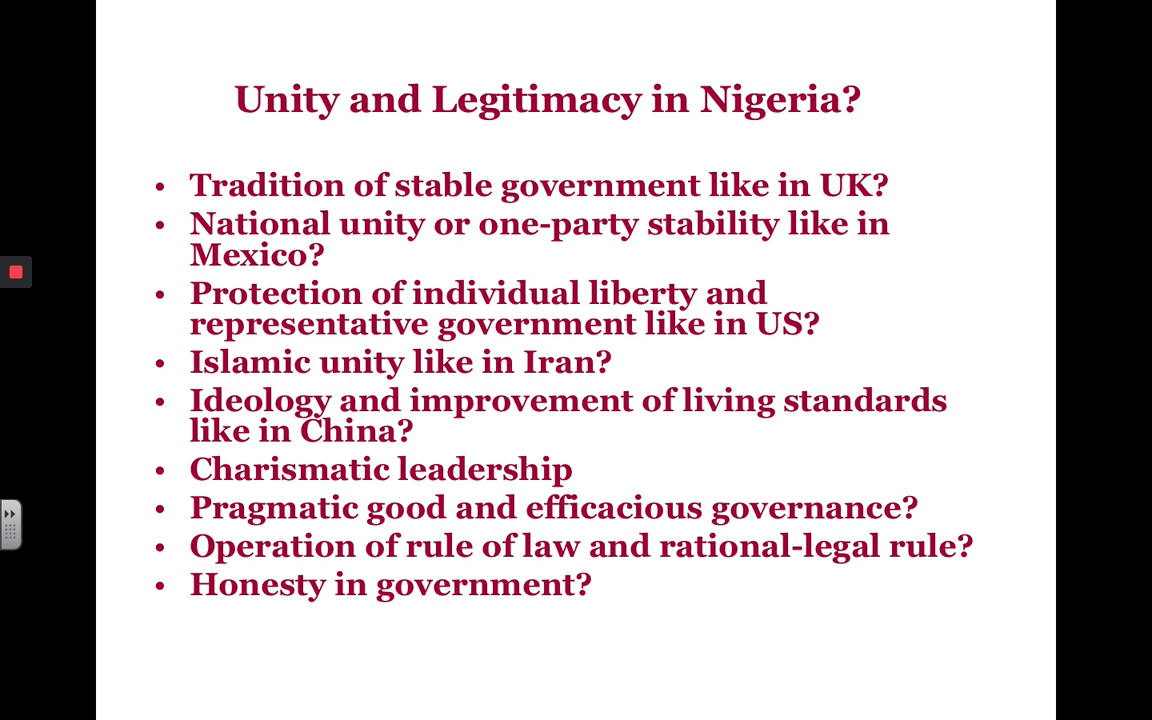 Unity and Legitimacy in Nigeria?
• Tradition of stable government like in UK?
• National unity or one-party stability like in
Mexico?
• Protection of individual liberty and
representative government like in US?
• Islamic unity like in Iran?
• Ideology and improvement of living standards
like in China?
• Charismatic leadership
• Pragmatic good and efficacious governance?
• Operation of rule of law and rational-legal rule?
• Honesty in government?